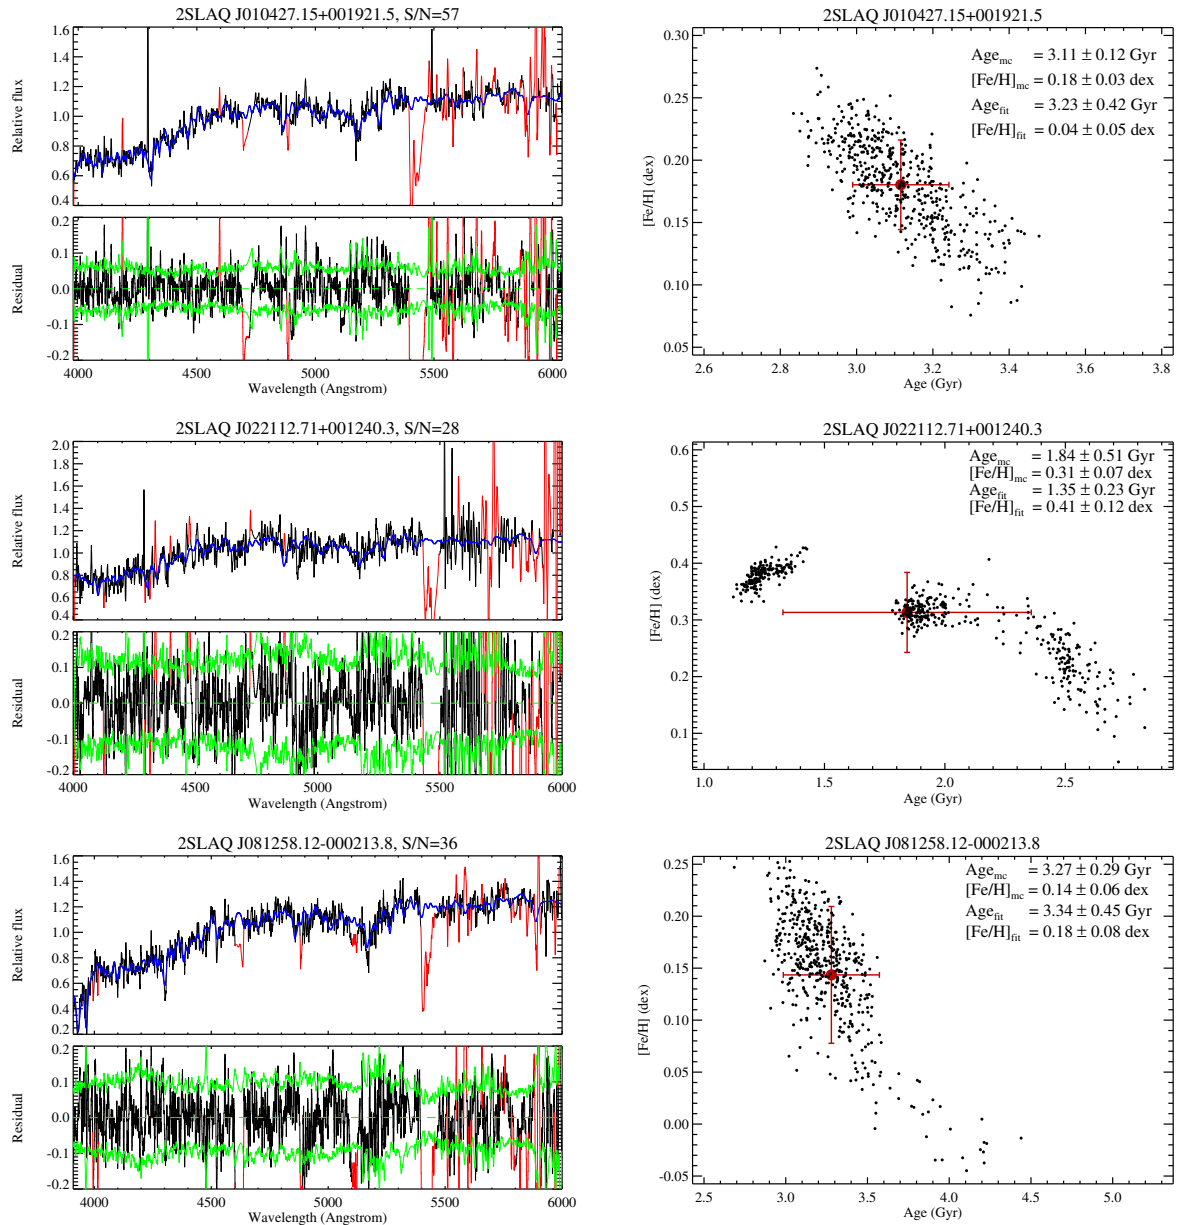 2SLAQ J010427.15+001921.5, S/N=57
1.6
1.4
1.2
1.0
0.8
0.6
0.4
Relative flux
0.2
0.1
0.0
-0.1
-0.2
Residual
4000 4500 5000 5500 6000
Wavelength (Angstrom)
2SLAQ J010427.15+001921.5
Age_mc = 3.11 ± 0.12 Gyr
[Fe/H]_mc = 0.18 ± 0.03 dex
Age_fit = 3.23 ± 0.42 Gyr
[Fe/H]_fit = 0.04 ± 0.05 dex
0.30
0.25
0.20
0.15
0.10
0.05
[Fe/H] (dex)
2.6 2.8 3.0 3.2 3.4 3.6 3.8
Age (Gyr)
2SLAQ J022112.71+001240.3, S/N=28
2.0
1.8
1.6
1.4
1.2
1.0
0.8
0.6
0.4
Relative flux
0.2
0.1
0.0
-0.1
-0.2
Residual
4000 4500 5000 5500 6000
Wavelength (Angstrom)
2SLAQ J022112.71+001240.3
Age_mc = 1.84 ± 0.51 Gyr
[Fe/H]_mc = 0.31 ± 0.07 dex
Age_fit = 1.35 ± 0.23 Gyr
[Fe/H]_fit = 0.41 ± 0.12 dex
0.6
0.5
0.4
0.3
0.2
0.1
[Fe/H] (dex)
1.0 1.5 2.0 2.5
Age (Gyr)
2SLAQ J081258.12-000213.8, S/N=36
1.6
1.4
1.2
1.0
0.8
0.6
0.4
0.2
Relative flux
0.2
0.1
0.0
-0.1
-0.2
Residual
4000 4500 5000 5500 6000
Wavelength (Angstrom)
2SLAQ J081258.12-000213.8
Age_mc = 3.27 ± 0.29 Gyr
[Fe/H]_mc = 0.14 ± 0.06 dex
Age_fit = 3.34 ± 0.45 Gyr
[Fe/H]_fit = 0.18 ± 0.08 dex
0.25
0.20
0.15
0.10
0.05
0.00
-0.05
[Fe/H] (dex)
2.5 3.0 3.5 4.0 4.5 5.0
Age (Gyr)